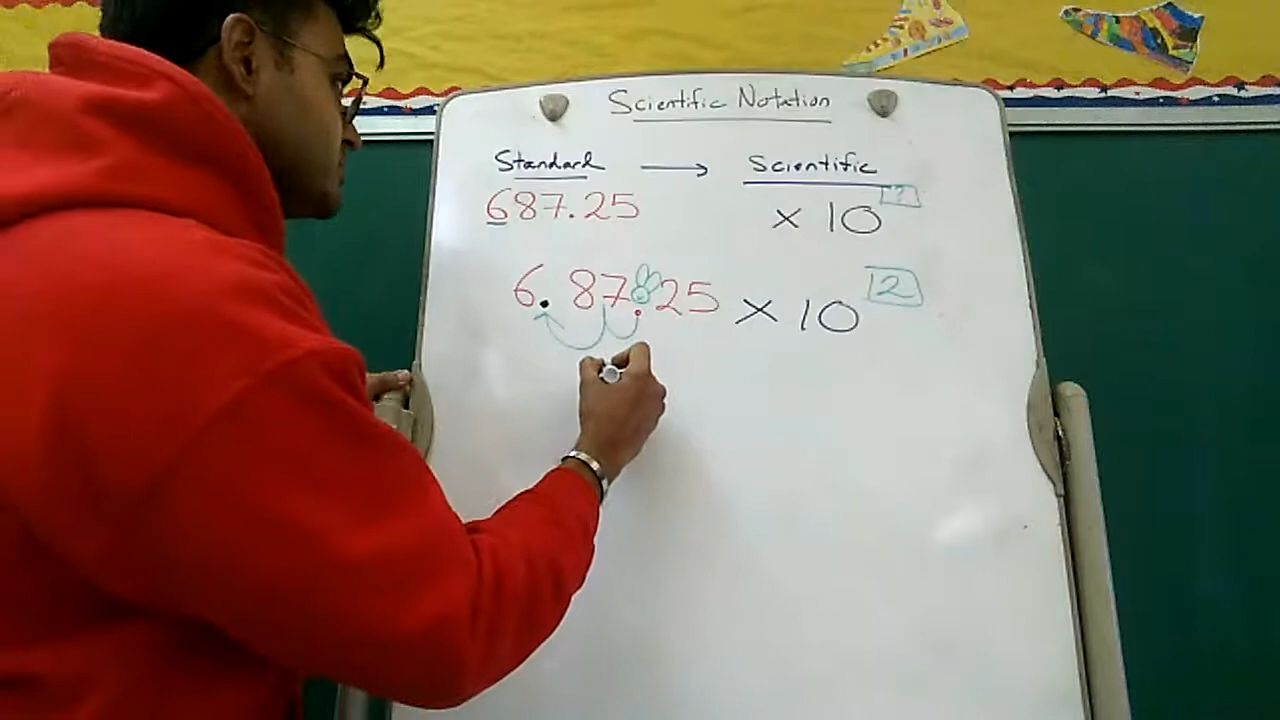 Scientific Notation
Standard → Scientific
687.25 × 10^?
6.87.25 × 10^2